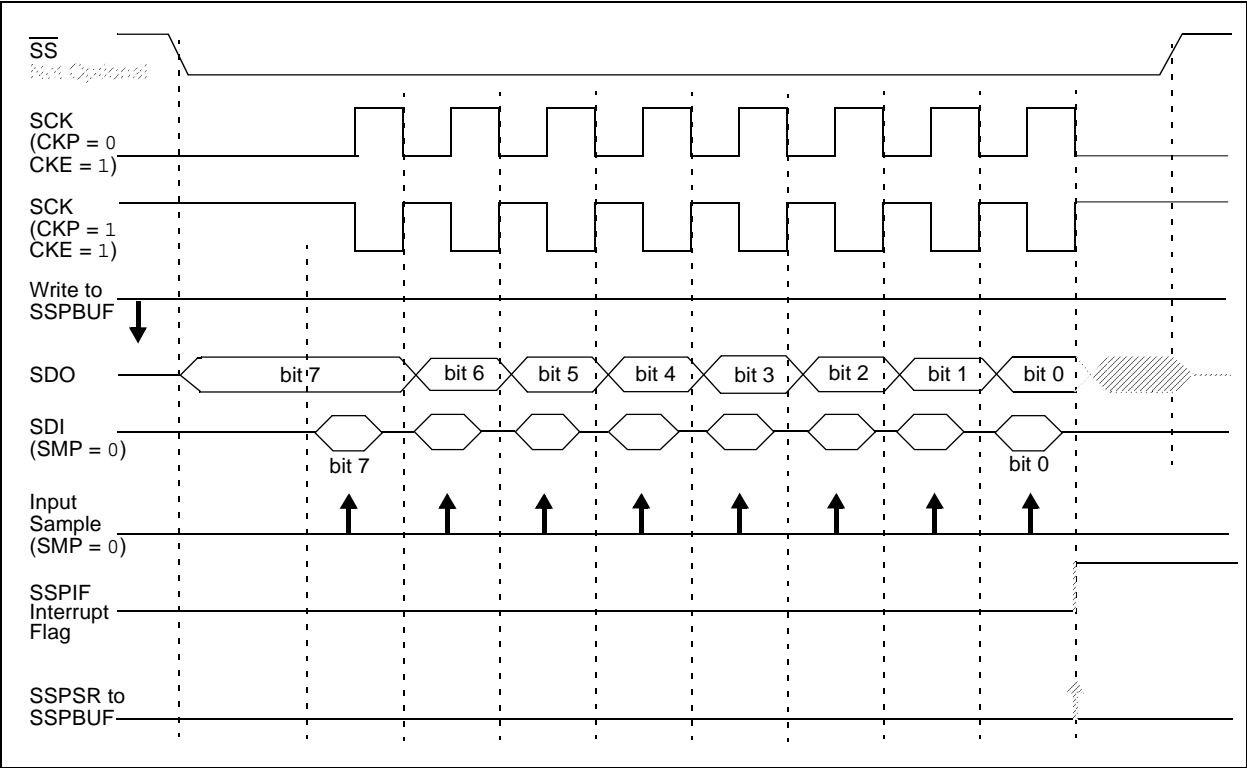 SS
Not Optional
SCK
(CKP = 0
CKE = 1)
SCK
(CKP = 1
CKE = 1)
Write to
SSPBUF
SDO
bit 7
bit 6
bit 5
bit 4
bit 3
bit 2
bit 1
bit 0
SDI
(SMP = 0)
bit 7
bit 0
Input
Sample
(SMP = 0)
SSPIF
Interrupt
Flag
SSPSR to
SSPBUF